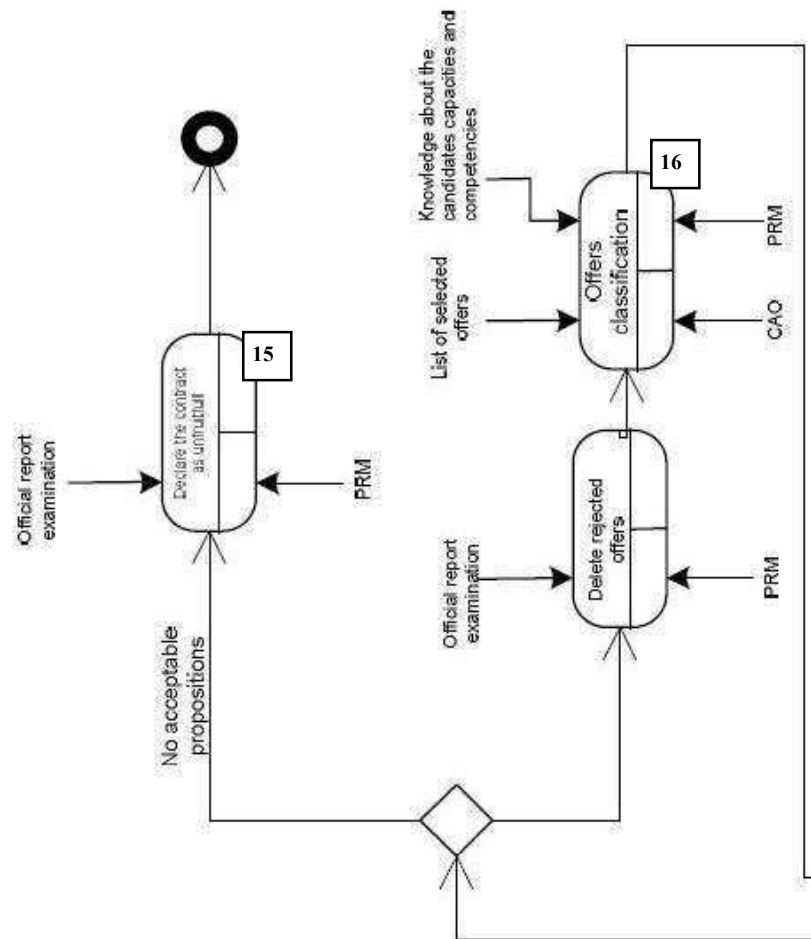 Official report
examination
Declare the contract
as unfruithfull
15
PRM
No acceptable
propositions
Official report
examination
Delete rejected
offers
PRM
List of selected
offers
Knowledge about the
candidates capacities and
competencies
Offers
classification
16
CAO
PRM